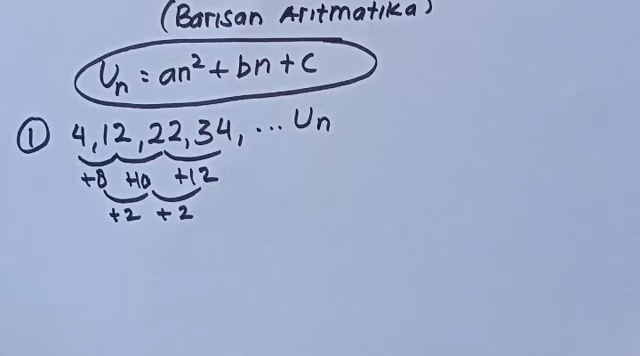 (Barisan Aritmatika)
Un = an² + bn + c
① 4, 12, 22, 34, ... Un
+8 +10 +12
+2 +2